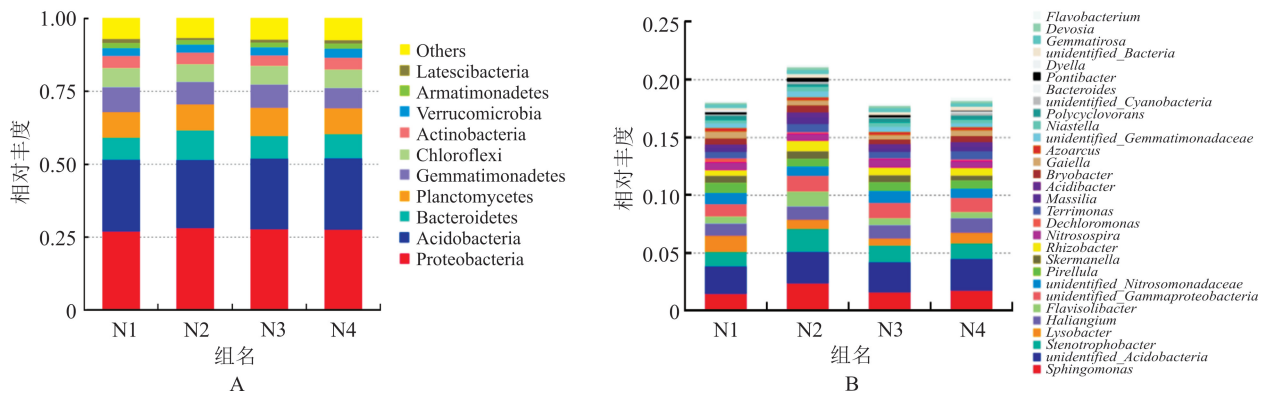 1.00
0.75
0.50
0.25
0
相对丰度
N1 N2 N3 N4
组名
A
Others
Latescibacteria
Armatimonadetes
Verrucomicrobia
Actinobacteria
Chloroflexi
Gemmatimonadetes
Planctomycetes
Bacteroidetes
Acidobacteria
Proteobacteria
0.25
0.20
0.15
0.10
0.05
0
相对丰度
N1 N2 N3 N4
组名
B
Flavobacterium
Devosia
Gemmatirosa
unidentified_Bacteria
Dyella
Pontibacter
Bacteroides
unidentified_Cyanobacteria
Polycyclovorans
Niastella
unidentified_Gemmatimonadaceae
Azoarcus
Gaiella
Bryobacter
Acidibacter
Massilia
Terrimonas
Dechloromonas
Nitrosospira
Rhizobacter
Skermanella
Pirellula
unidentified_Nitrosomonadaceae
unidentified_Gammaproteobacteria
Flavisolibacter
Haliangium
Lysobacter
Stenotrophobacter
unidentified_Acidobacteria
Sphingomonas